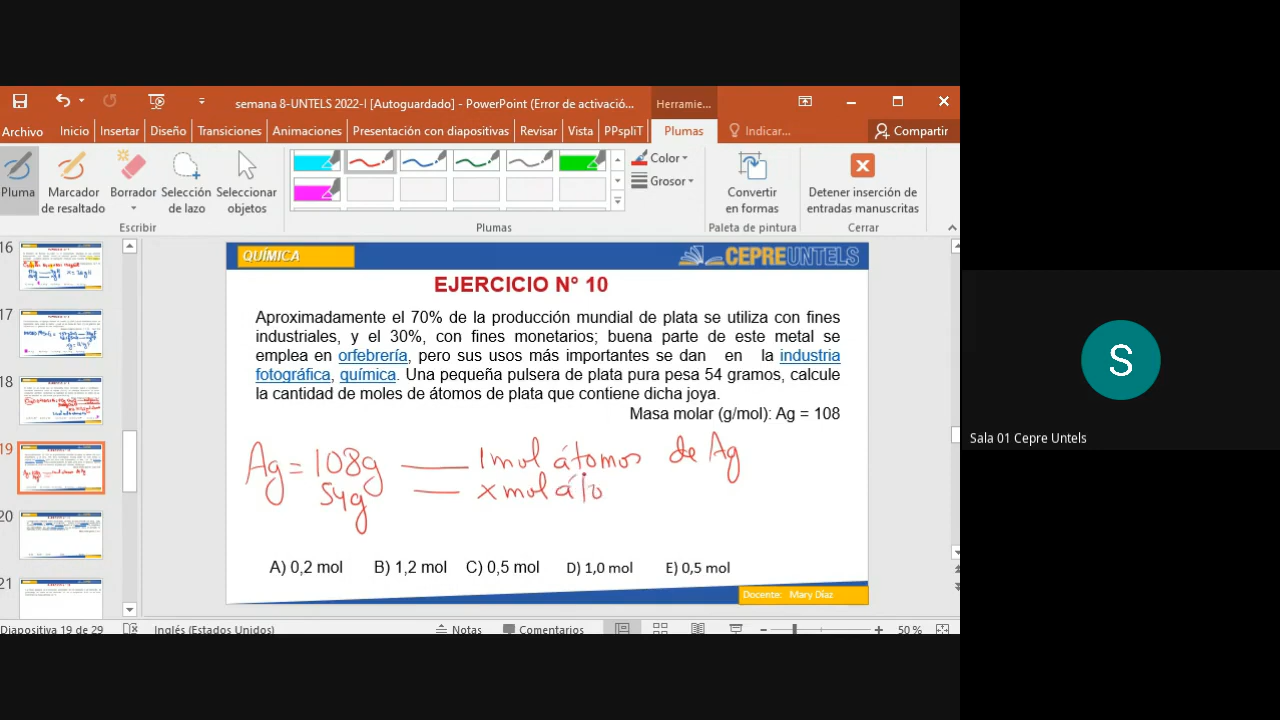 semana 8-UNTELS 2022-I [Autoguardado] - PowerPoint (Error de activació...
Herramie...
Archivo Inicio Insertar Diseño Transiciones Animaciones Presentación con diapositivas Revisar Vista PPspliT Plumas Indicar... Compartir
Pluma
Marcador de resaltado
Borrador
Selección de lazo
Seleccionar objetos
Color
Grosor
Convertir en formas
Detener inserción de entradas manuscritas
Escribir Plumas Paleta de pintura Cerrar
16
17
18
19
20
21
QUÍMICA
CEPREUNTELS
EJERCICIO N° 10
Aproximadamente el 70% de la producción mundial de plata se utiliza con fines
industriales, y el 30%, con fines monetarios; buena parte de este metal se
emplea en orfebrería, pero sus usos más importantes se dan en la industria
fotográfica, química. Una pequeña pulsera de plata pura pesa 54 gramos, calcule
la cantidad de moles de átomos de plata que contiene dicha joya.
Masa molar (g/mol): Ag = 108
Ag = 108g —— mol átomos de Ag
54g —— x mol áto
A) 0,2 mol B) 1,2 mol C) 0,5 mol D) 1,0 mol E) 0,5 mol
Docente: Mary Díaz
Diapositiva 19 de 29 Inglés (Estados Unidos) Notas Comentarios 50 %
S
Sala 01 Cepre Untels